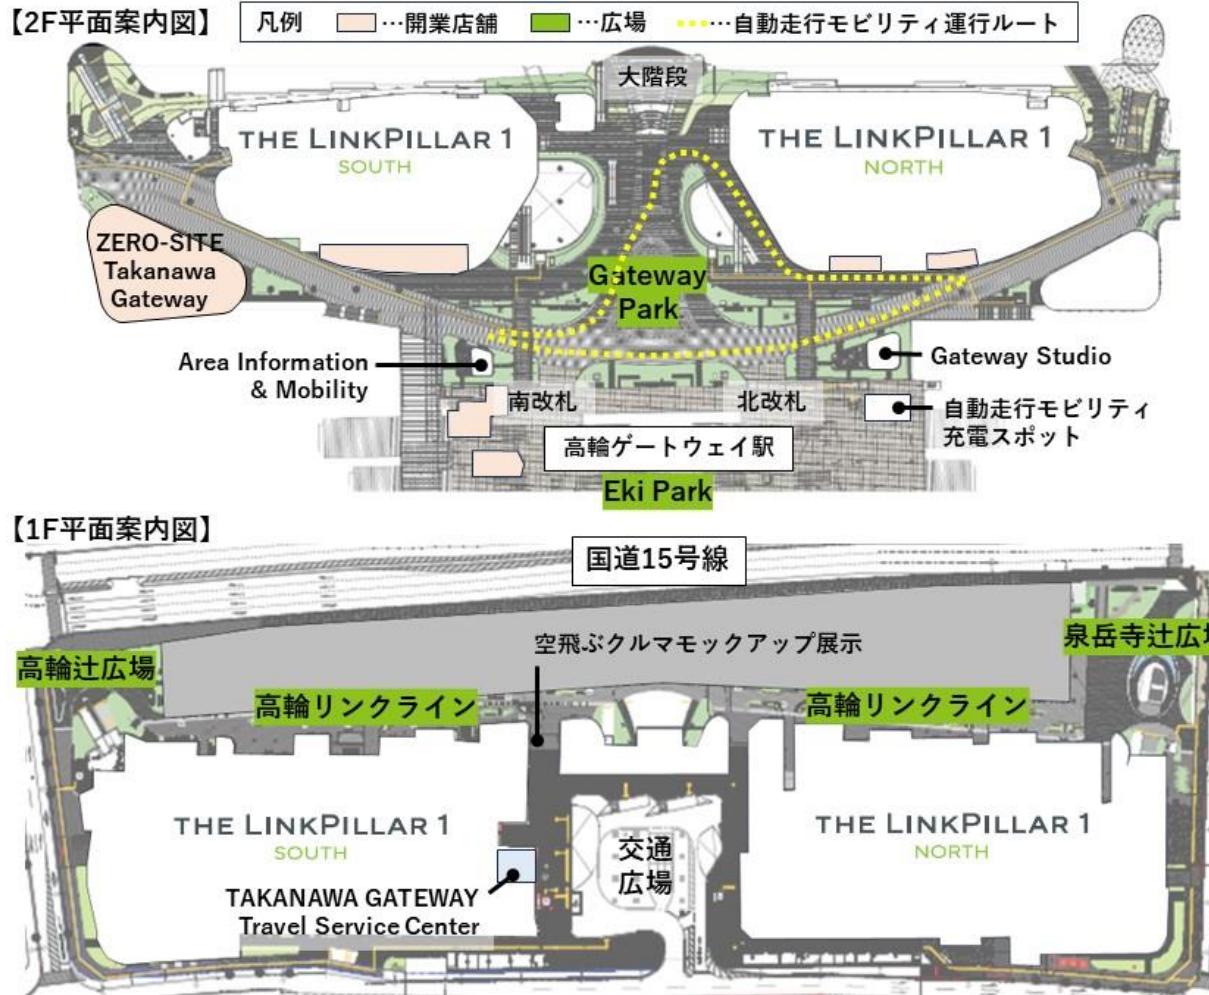 【2F平面案内図】
凡例 …開業店舗 …広場 …自動走行モビリティ運行ルート
大階段
THE LINKPILLAR 1
SOUTH
THE LINKPILLAR 1
NORTH
ZERO-SITE
Takanawa
Gateway
Gateway
Park
Area Information
& Mobility
Gateway Studio
南改札
北改札
自動走行モビリティ
充電スポット
高輪ゲートウェイ駅
Eki Park
【1F平面案内図】
国道15号線
空飛ぶクルマモックアップ展示
高輪辻広場
泉岳寺辻広場
高輪リンクライン
高輪リンクライン
THE LINKPILLAR 1
SOUTH
THE LINKPILLAR 1
NORTH
交通
広場
TAKANAWA GATEWAY
Travel Service Center